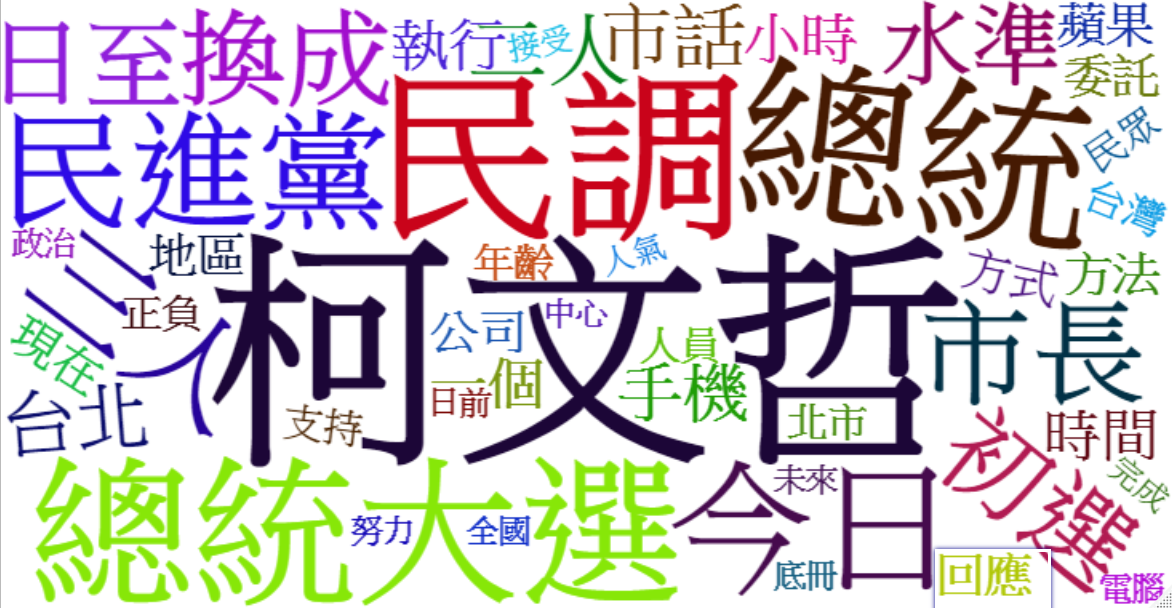 日至換成
執行
接受
二人
市話
小時
水準
蘋果
委託
民進黨
民調
總統
民眾
台灣
政治
地區
三人
柯文哲
年齡
人氣
方式
方法
正負
中心
公司
市長
現在
人員
一個
日前
手機
台北
支持
北市
初選
時間
總統大選
今日
未來
完成
努力
全國
底冊
回應
電腦